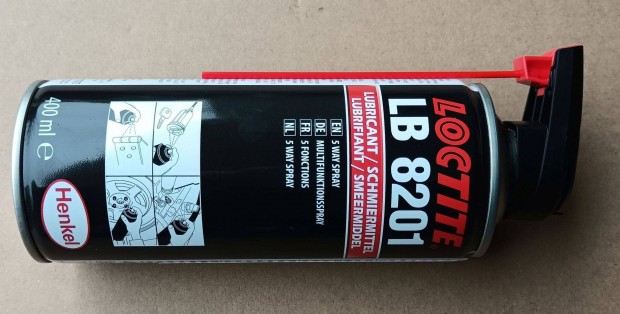 LOCTITE
LB 8201
LUBRICANT / SCHMIERMITTEL
LUBRIFIANT / SMEERMIDDEL
EN 5 WAY SPRAY
DE MULTIFUNKTIONSSPRAY
FR 5 FONCTIONS
NL 5 WAY SPRAY
Henkel
400 ml ℮